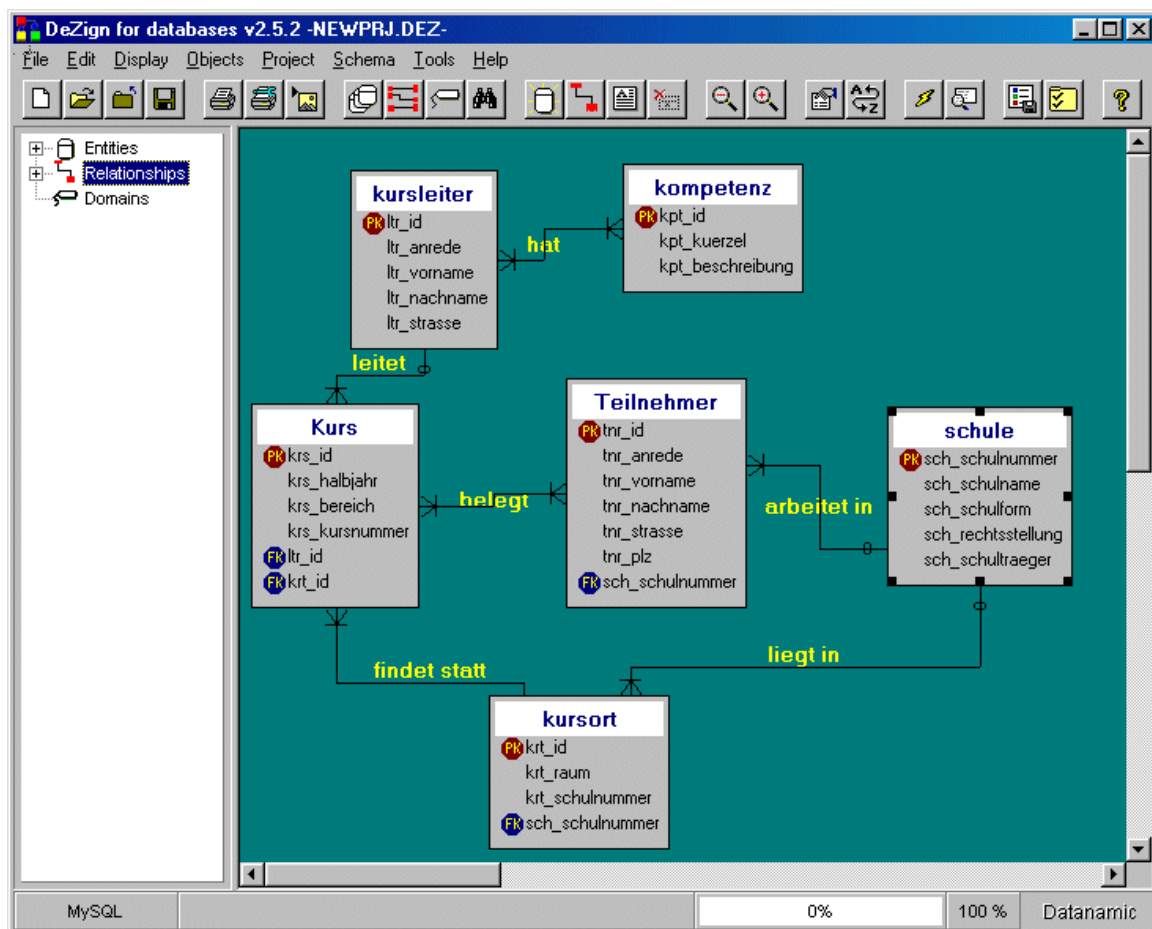 DeZign for databases v2.5.2 -NEWPRJ.DEZ-
File Edit Display Objects Project Schema Tools Help
Entities
Relationships
Domains
kursleiter
PK ltr_id
ltr_anrede
ltr_vorname
ltr_nachname
ltr_strasse
hat
kompetenz
PK kpt_id
kpt_kuerzel
kpt_beschreibung
leitet
Kurs
PK krs_id
krs_halbjahr
krs_bereich
krs_kursnummer
FK ltr_id
FK krt_id
belegt
Teilnehmer
PK tnr_id
tnr_anrede
tnr_vorname
tnr_nachname
tnr_strasse
tnr_plz
FK sch_schulnummer
arbeitet in
schule
PK sch_schulnummer
sch_schulname
sch_schulform
sch_rechtsstellung
sch_schultraeger
findet statt
liegt in
kursort
PK krt_id
krt_raum
krt_schulnummer
FK sch_schulnummer
MySQL
0%
100 %
Datanamic